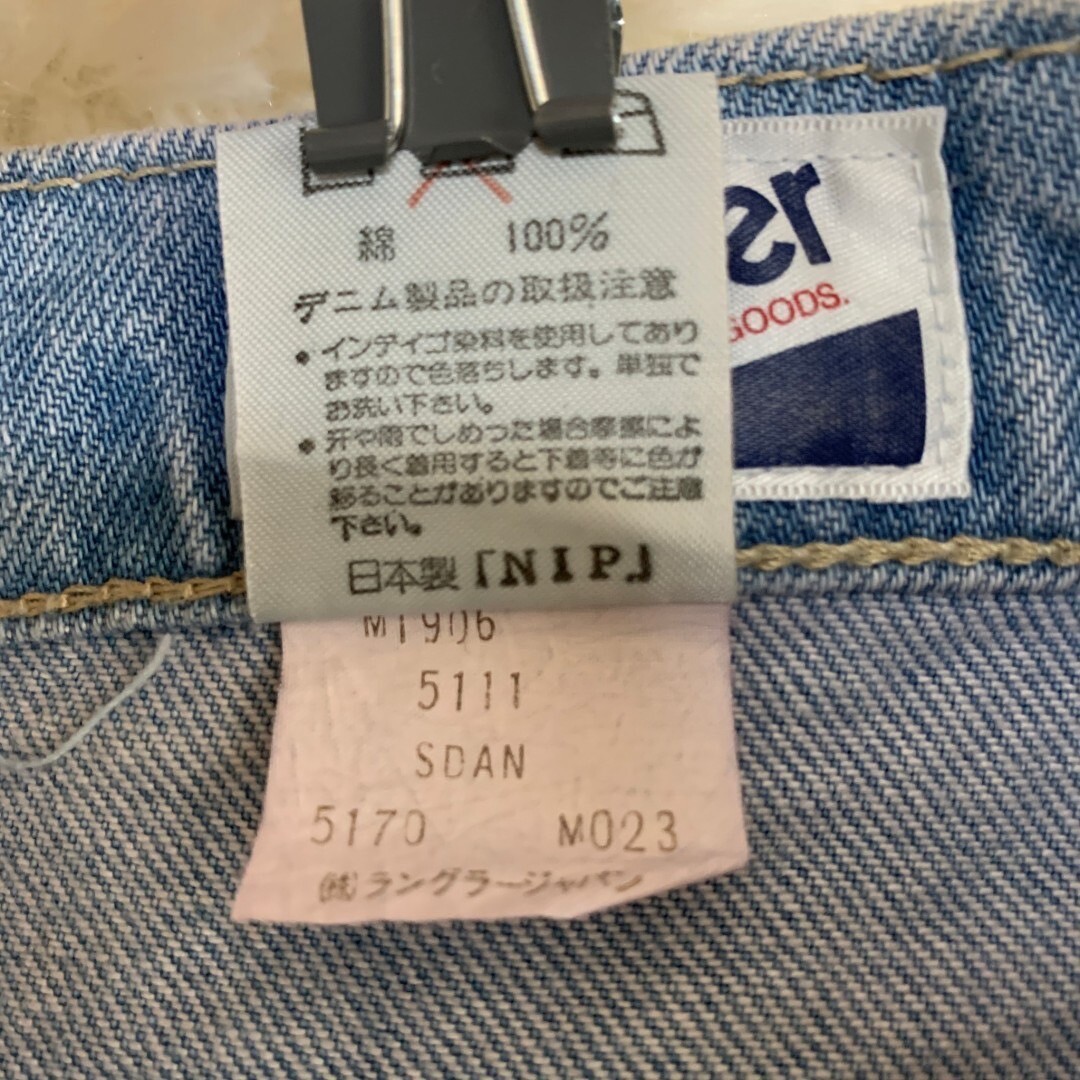 綿 100%
デニム製品の取扱注意
•インディゴ染料を使用してあり
ますので色落ちします。単独で
お洗い下さい。
•汗や雨でしめった場合摩擦によ
り長く着用すると下着等に色が
移ることがありますのでご注意
下さい。
日本製「NIP」
M1906
5111
SDAN
5170 M023
(株)ラングラージャパン
er
GOODS.